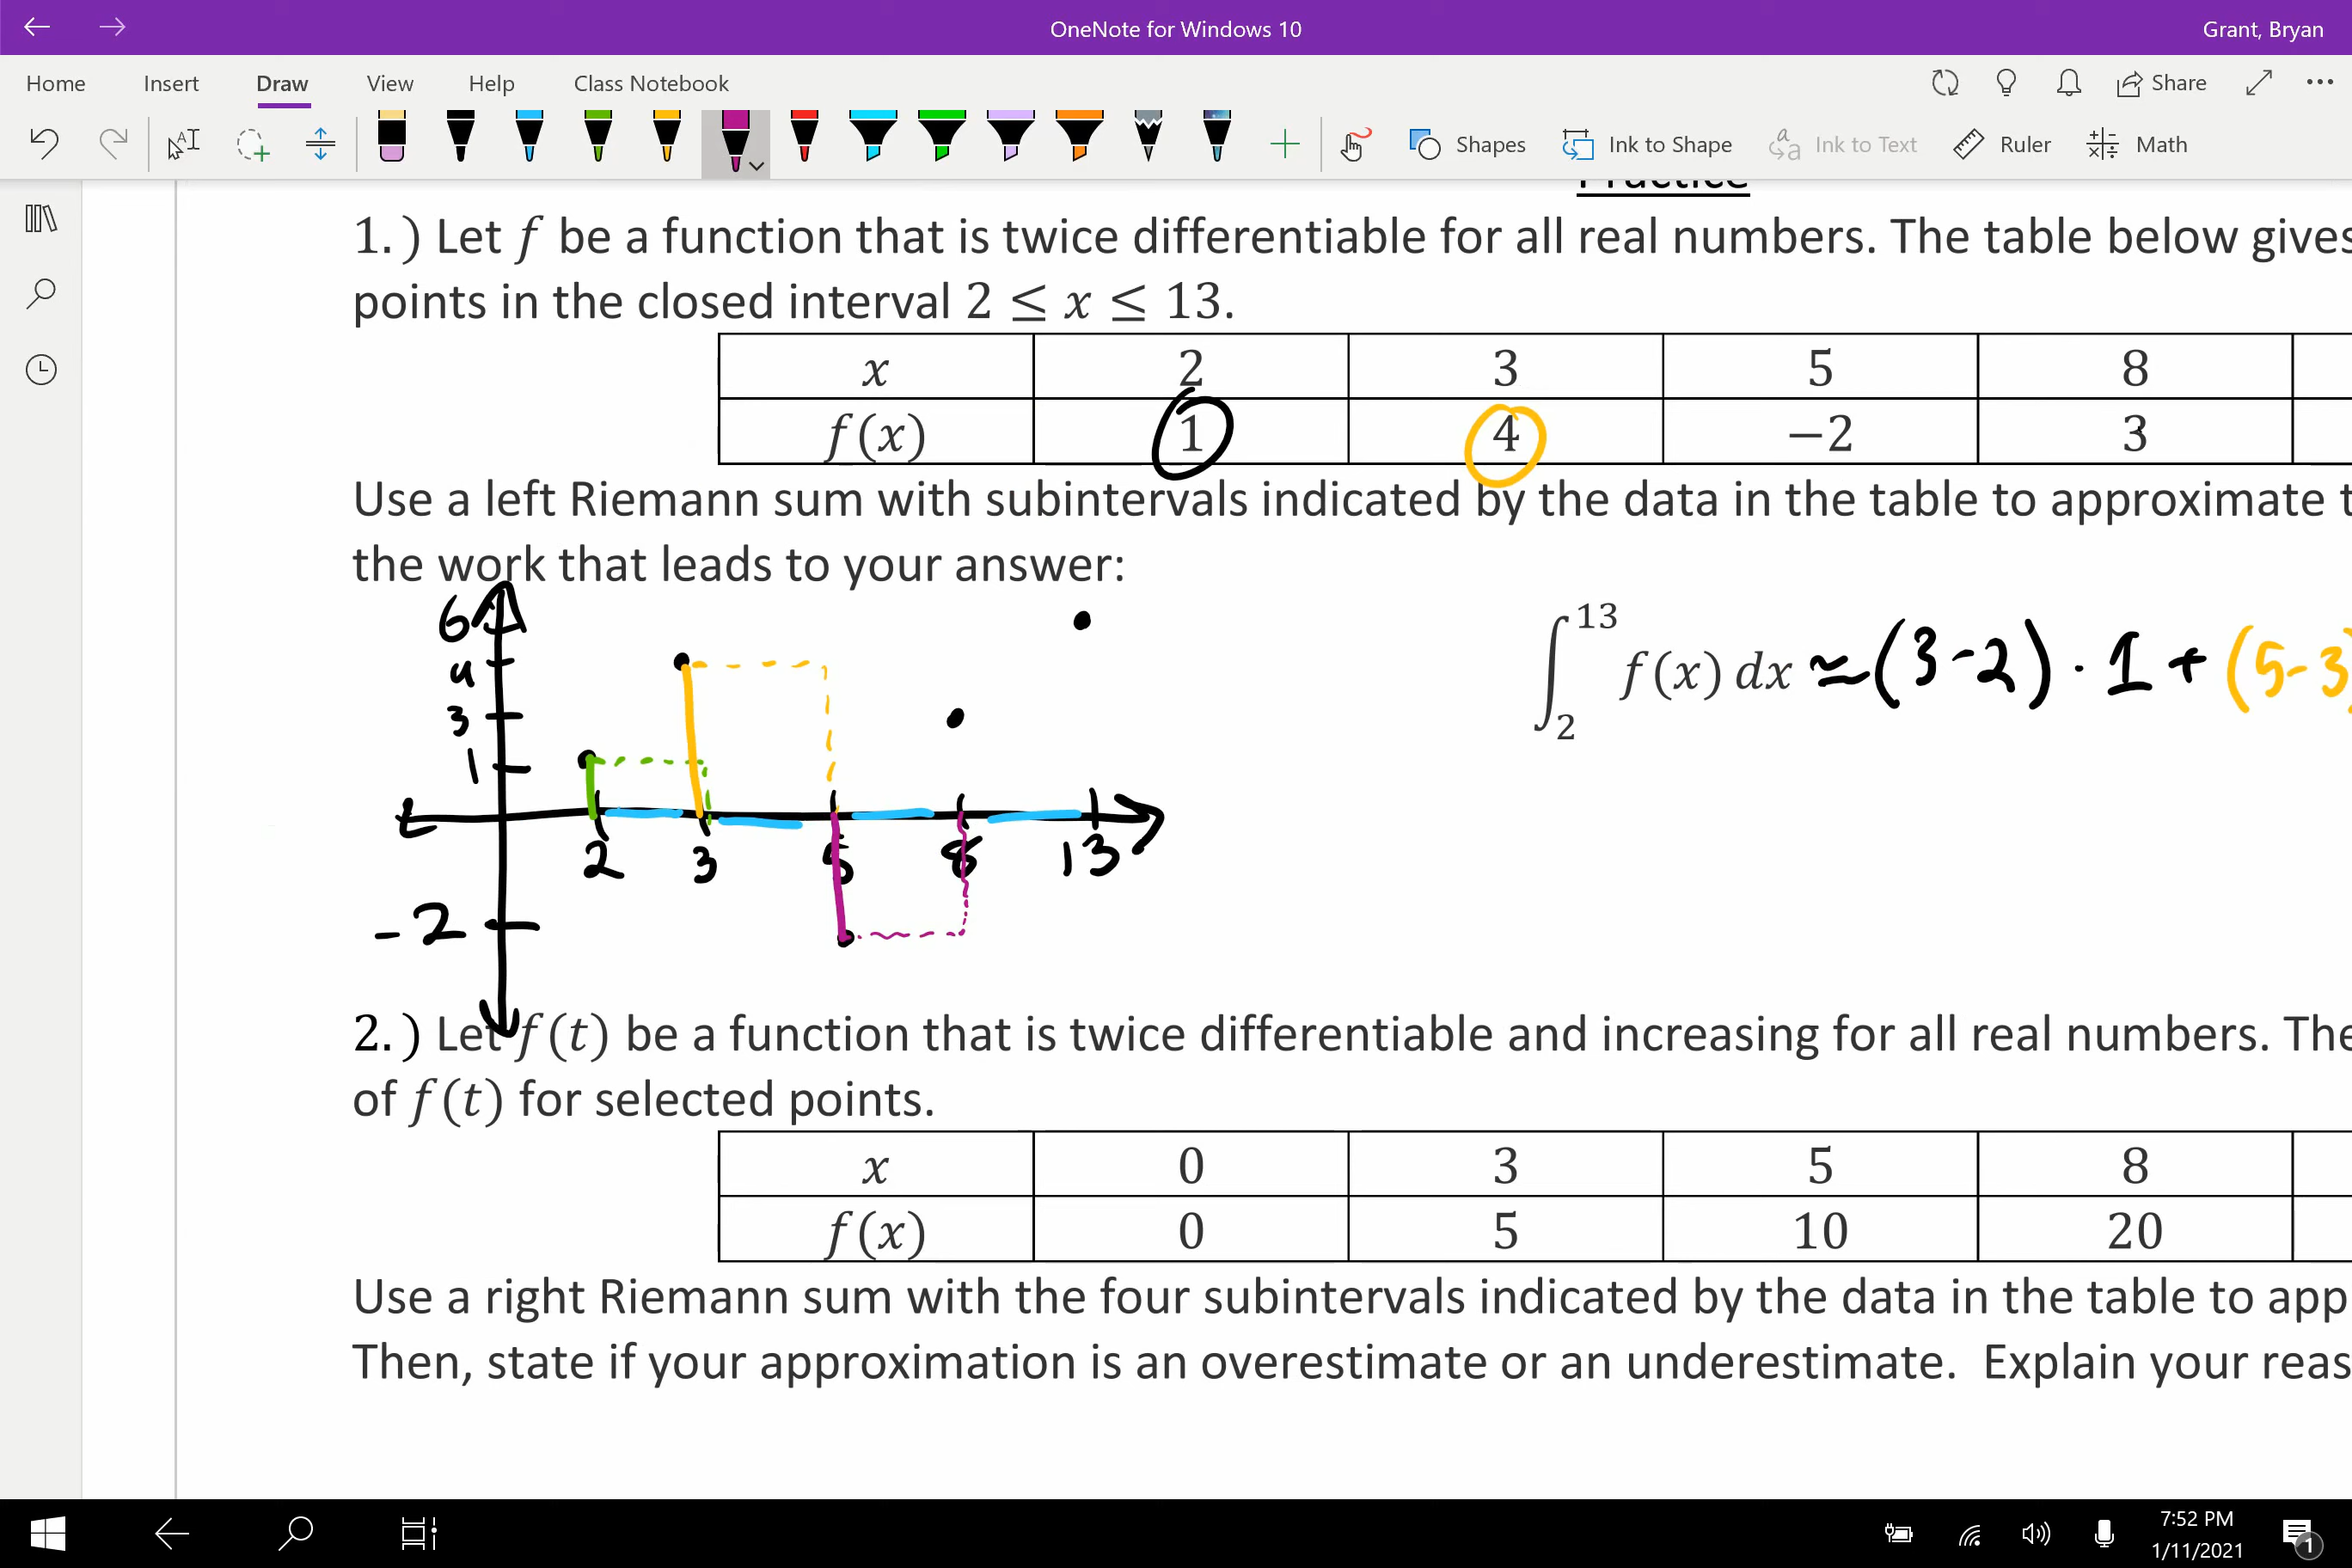 OneNote for Windows 10
Grant, Bryan
Home Insert Draw View Help Class Notebook Share
Shapes Ink to Shape Ink to Text Ruler Math
Practice
1.) Let f be a function that is twice differentiable for all real numbers. The table below gives
points in the closed interval 2 ≤ x ≤ 13.
x 2 3 5 8
f(x) 1 4 −2 3
Use a left Riemann sum with subintervals indicated by the data in the table to approximate t
the work that leads to your answer:
6
4
3
1
2 3 5 8 13
-2
∫₂¹³ f(x) dx ≈ (3-2) · 1 + (5-3)
2.) Let f(t) be a function that is twice differentiable and increasing for all real numbers. The
of f(t) for selected points.
x 0 3 5 8
f(x) 0 5 10 20
Use a right Riemann sum with the four subintervals indicated by the data in the table to app
Then, state if your approximation is an overestimate or an underestimate. Explain your reas
7:52 PM
1/11/2021
1